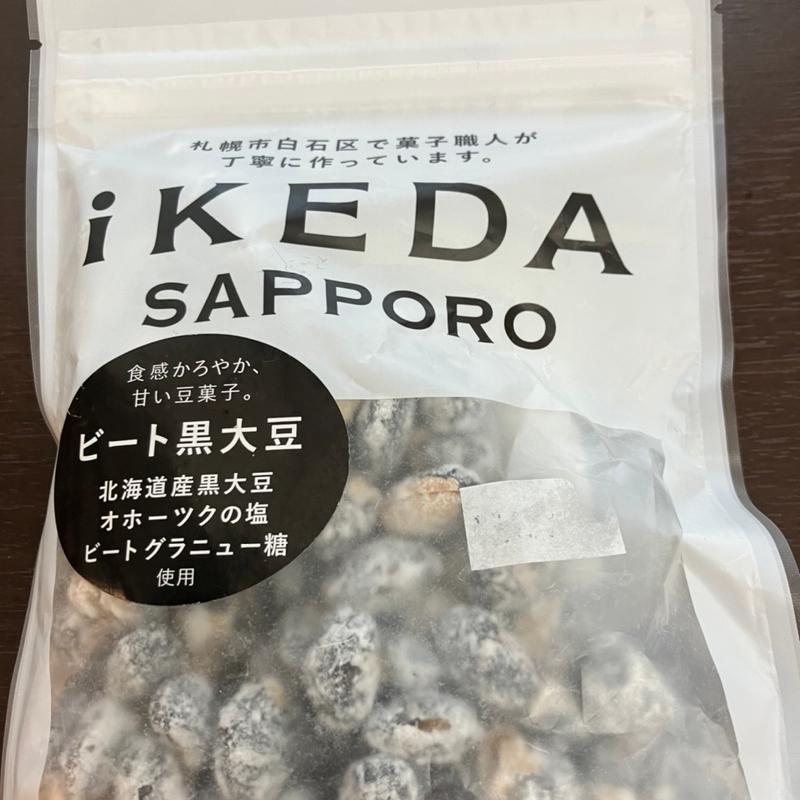 札幌市白石区で菓子職人が
丁寧に作っています。
iKEDA
SAPPORO
食感かろやか、
甘い豆菓子。
ビート黒大豆
北海道産黒大豆
オホーツクの塩
ビートグラニュー糖
使用